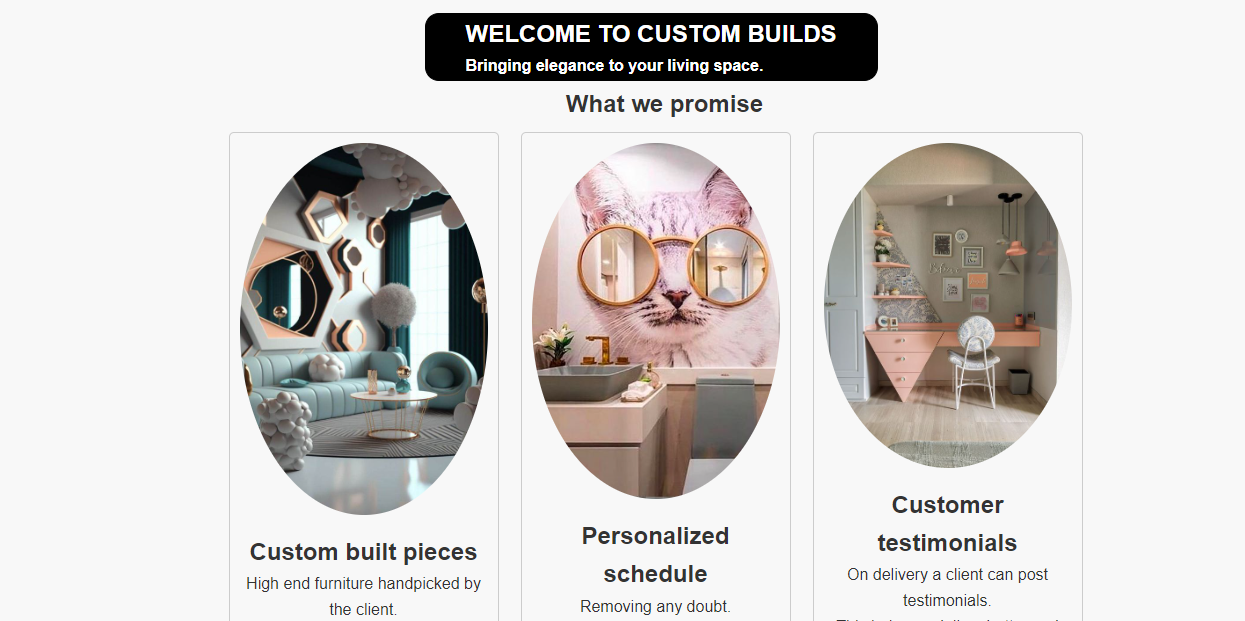 WELCOME TO CUSTOM BUILDS
Bringing elegance to your living space.
What we promise
Custom built pieces
High end furniture handpicked by
the client.
Personalized
schedule
Removing any doubt.
Customer
testimonials
On delivery a client can post
testimonials.